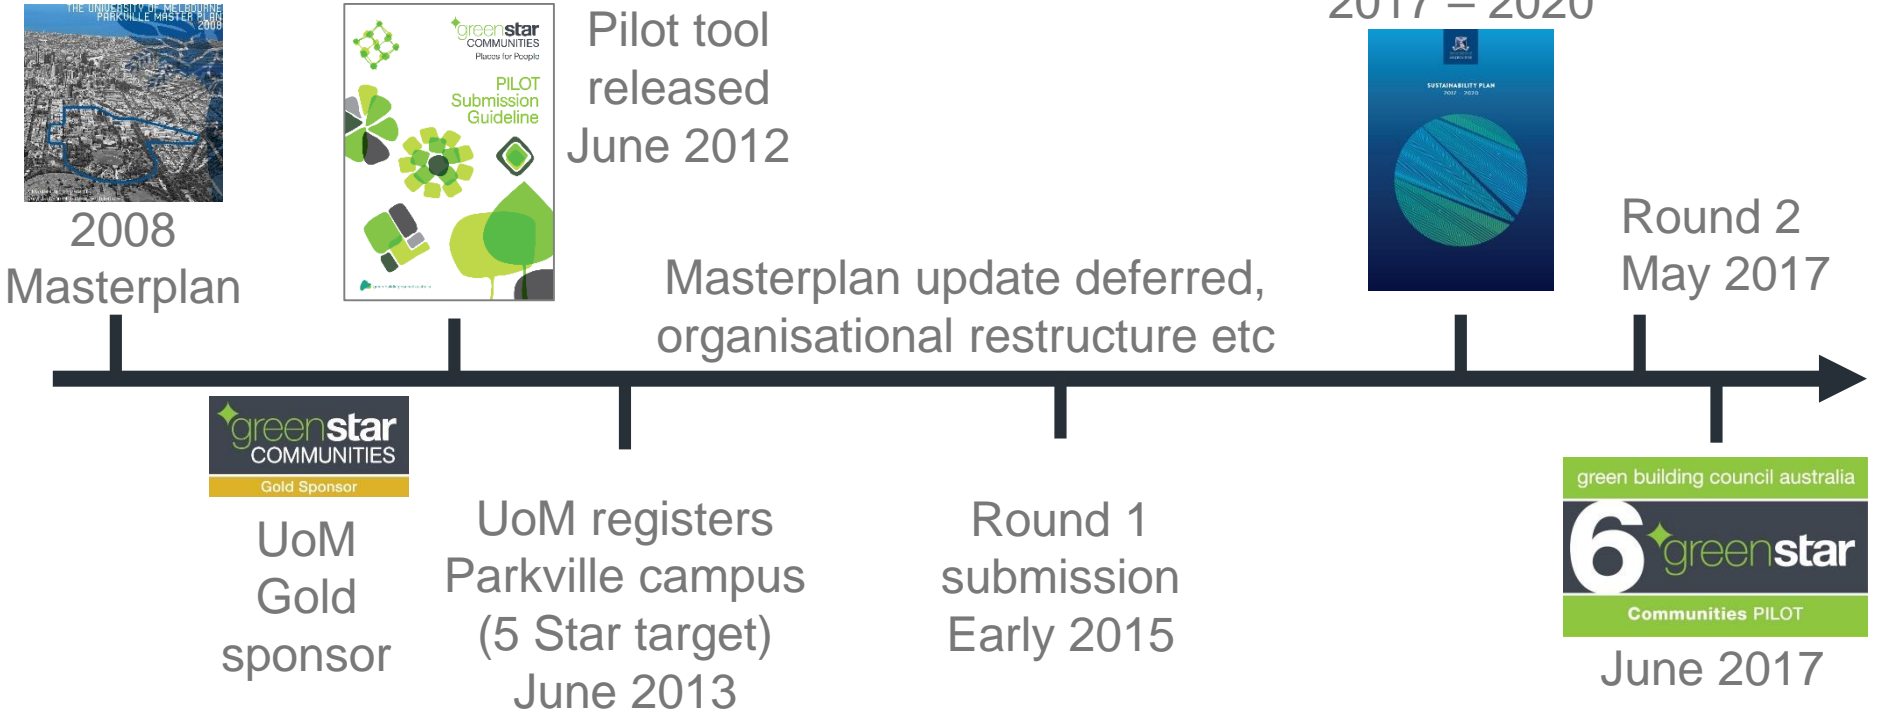 THE UNIVERSITY OF MELBOURNE
PARKVILLE MASTER PLAN
2008
2008
Masterplan
greenstar
COMMUNITIES
Places for People
PILOT
Submission
Guideline
Pilot tool
released
June 2012
Masterplan update deferred,
organisational restructure etc
2017 – 2020
SUSTAINABILITY PLAN
2017 - 2020
Round 2
May 2017
greenstar
COMMUNITIES
Gold Sponsor
UoM
Gold
sponsor
UoM registers
Parkville campus
(5 Star target)
June 2013
Round 1
submission
Early 2015
green building council australia
6 greenstar
Communities PILOT
June 2017